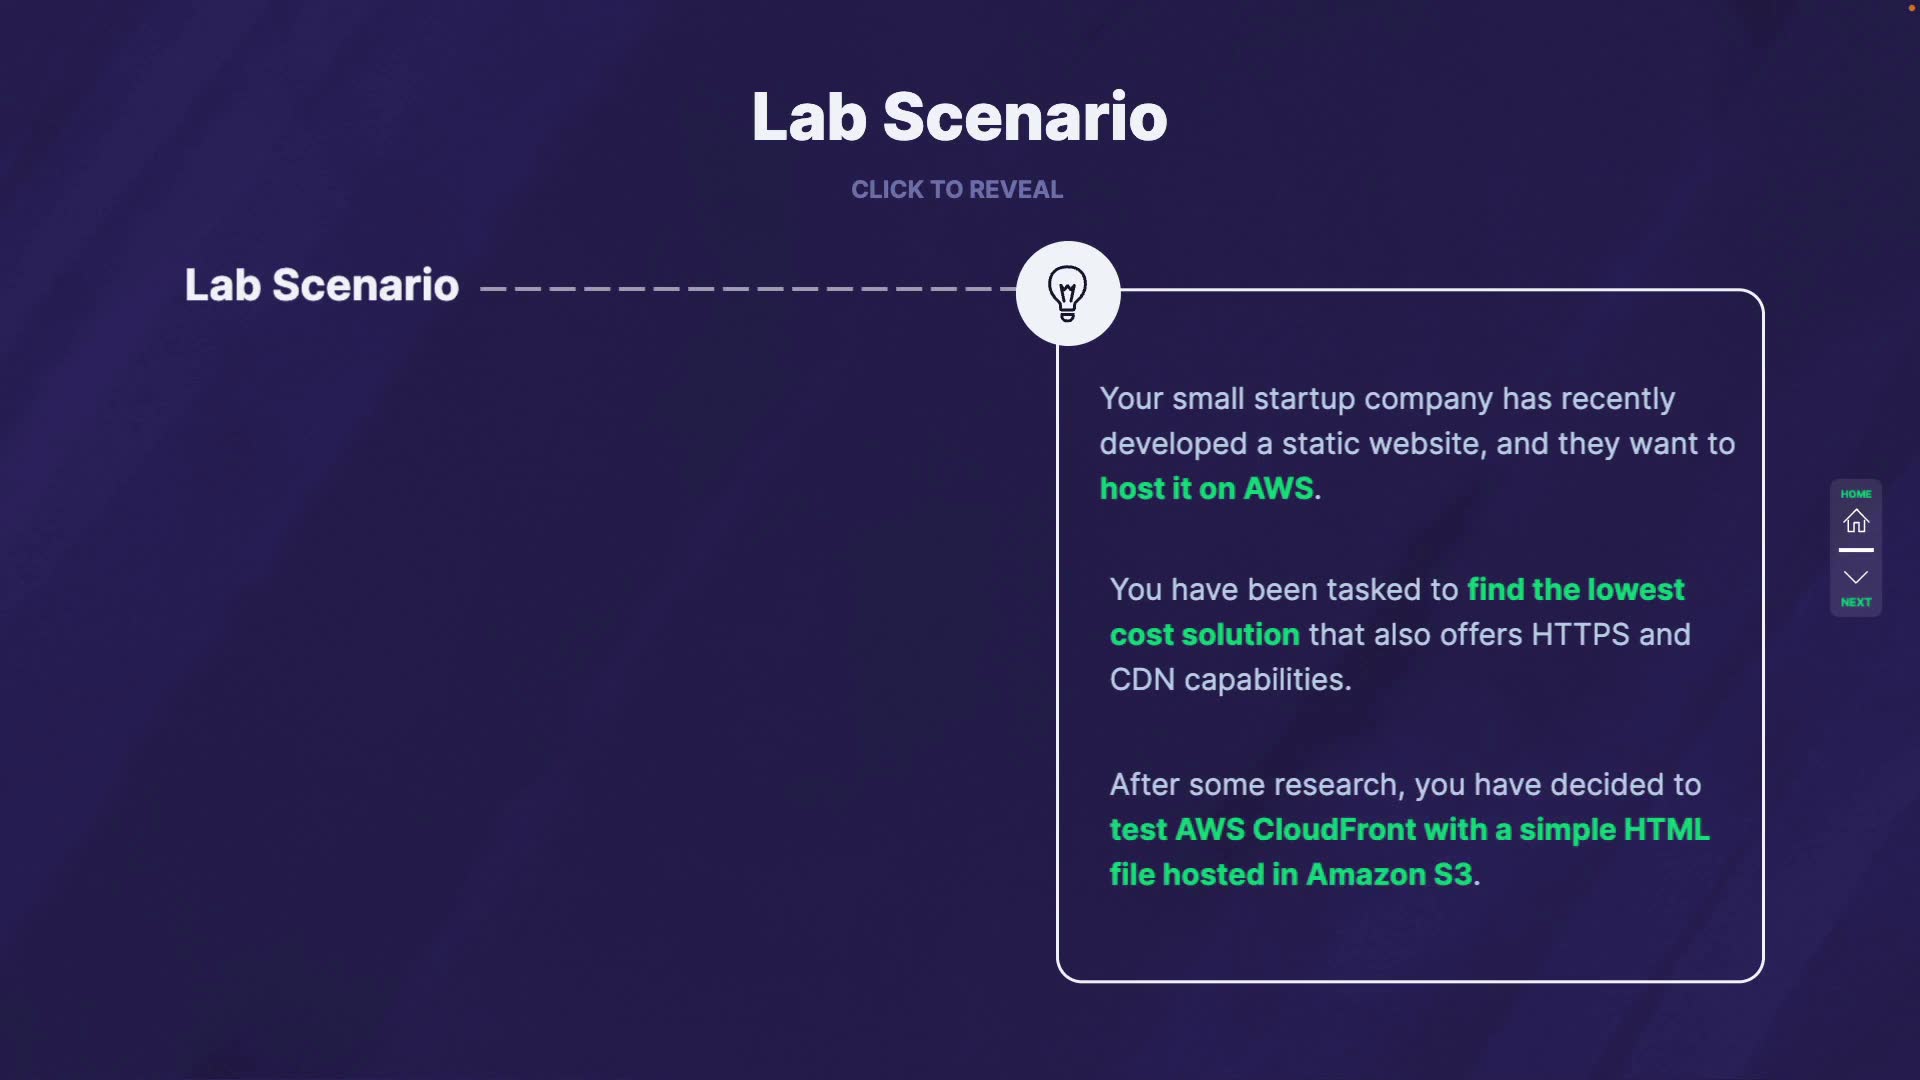 Lab Scenario
CLICK TO REVEAL
Lab Scenario
Your small startup company has recently
developed a static website, and they want to
host it on AWS.
You have been tasked to find the lowest
cost solution that also offers HTTPS and
CDN capabilities.
After some research, you have decided to
test AWS CloudFront with a simple HTML
file hosted in Amazon S3.
HOME
NEXT